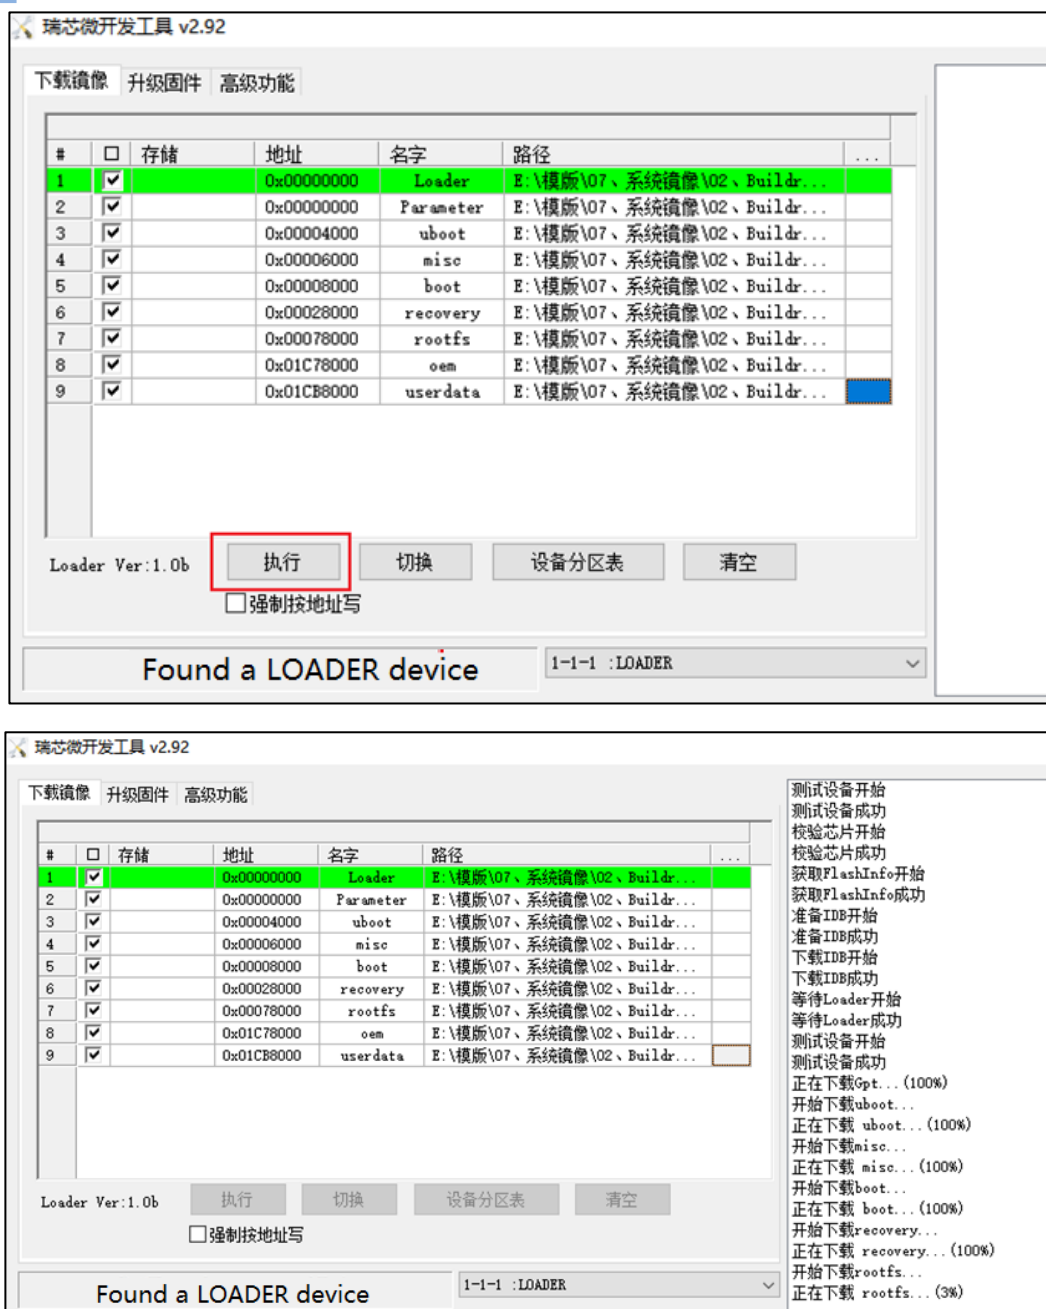 瑞芯微开发工具 v2.92
下载镜像 升级固件 高级功能
# 存储 地址 名字 路径 ...
1 0x00000000 Loader E:\模版\07、系统镜像\02、Buildr...
2 0x00000000 Parameter E:\模版\07、系统镜像\02、Buildr...
3 0x00004000 uboot E:\模版\07、系统镜像\02、Buildr...
4 0x00006000 misc E:\模版\07、系统镜像\02、Buildr...
5 0x00008000 boot E:\模版\07、系统镜像\02、Buildr...
6 0x00028000 recovery E:\模版\07、系统镜像\02、Buildr...
7 0x00078000 rootfs E:\模版\07、系统镜像\02、Buildr...
8 0x01C78000 oem E:\模版\07、系统镜像\02、Buildr...
9 0x01CB8000 userdata E:\模版\07、系统镜像\02、Buildr...
Loader Ver:1.0b 执行 切换 设备分区表 清空
强制按地址写
Found a LOADER device 1-1-1 :LOADER
瑞芯微开发工具 v2.92
下载镜像 升级固件 高级功能
# 存储 地址 名字 路径 ...
1 0x00000000 Loader E:\模版\07、系统镜像\02、Buildr...
2 0x00000000 Parameter E:\模版\07、系统镜像\02、Buildr...
3 0x00004000 uboot E:\模版\07、系统镜像\02、Buildr...
4 0x00006000 misc E:\模版\07、系统镜像\02、Buildr...
5 0x00008000 boot E:\模版\07、系统镜像\02、Buildr...
6 0x00028000 recovery E:\模版\07、系统镜像\02、Buildr...
7 0x00078000 rootfs E:\模版\07、系统镜像\02、Buildr...
8 0x01C78000 oem E:\模版\07、系统镜像\02、Buildr...
9 0x01CB8000 userdata E:\模版\07、系统镜像\02、Buildr...
Loader Ver:1.0b 执行 切换 设备分区表 清空
强制按地址写
Found a LOADER device 1-1-1 :LOADER
测试设备开始
测试设备成功
校验芯片开始
校验芯片成功
获取FlashInfo开始
获取FlashInfo成功
准备IDB开始
准备IDB成功
下载IDB开始
下载IDB成功
等待Loader开始
等待Loader成功
测试设备开始
测试设备成功
正在下载Gpt...(100%)
开始下载uboot...
正在下载 uboot...(100%)
开始下载misc...
正在下载 misc...(100%)
开始下载boot...
正在下载 boot...(100%)
开始下载recovery...
正在下载 recovery...(100%)
开始下载rootfs...
正在下载 rootfs...(3%)